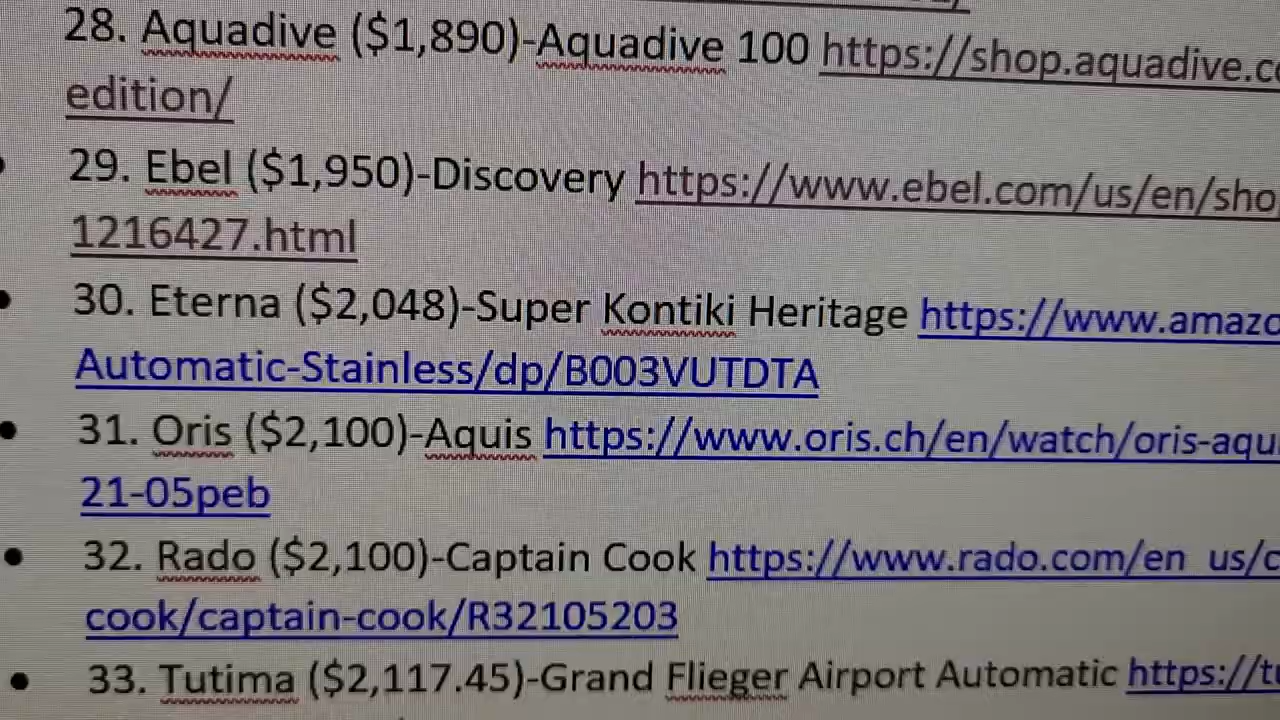 28. Aquadive ($1,890)-Aquadive 100 https://shop.aquadive.c
edition/
29. Ebel ($1,950)-Discovery https://www.ebel.com/us/en/sho
1216427.html
30. Eterna ($2,048)-Super Kontiki Heritage https://www.amaz
Automatic-Stainless/dp/B003VUTDTA
31. Oris ($2,100)-Aquis https://www.oris.ch/en/watch/oris-aqu
21-05peb
32. Rado ($2,100)-Captain Cook https://www.rado.com/en_us/c
cook/captain-cook/R32105203
33. Tutima ($2,117.45)-Grand Flieger Airport Automatic https://t